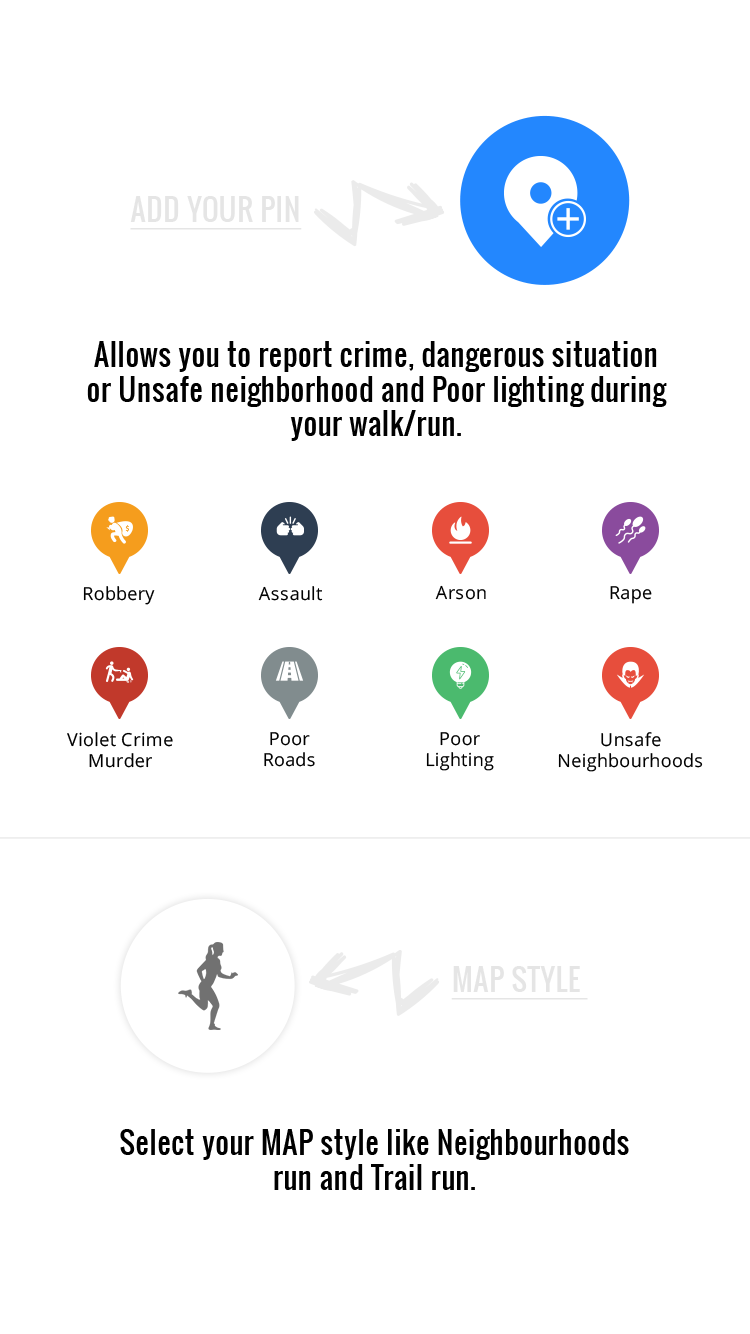 ADD YOUR PIN
Allows you to report crime, dangerous situation
or Unsafe neighborhood and Poor lighting during
your walk/run.
Robbery
Assault
Arson
Rape
Violet Crime
Murder
Poor
Roads
Poor
Lighting
Unsafe
Neighbourhoods
MAP STYLE
Select your MAP style like Neighbourhoods
run and Trail run.